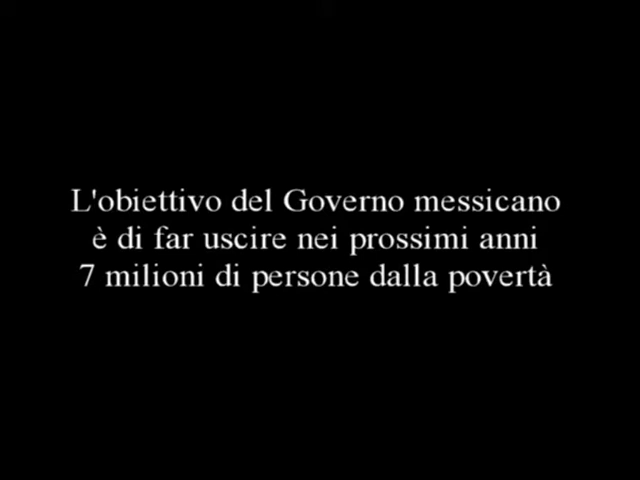 L'obiettivo del Governo messicano
è di far uscire nei prossimi anni
7 milioni di persone dalla povertà